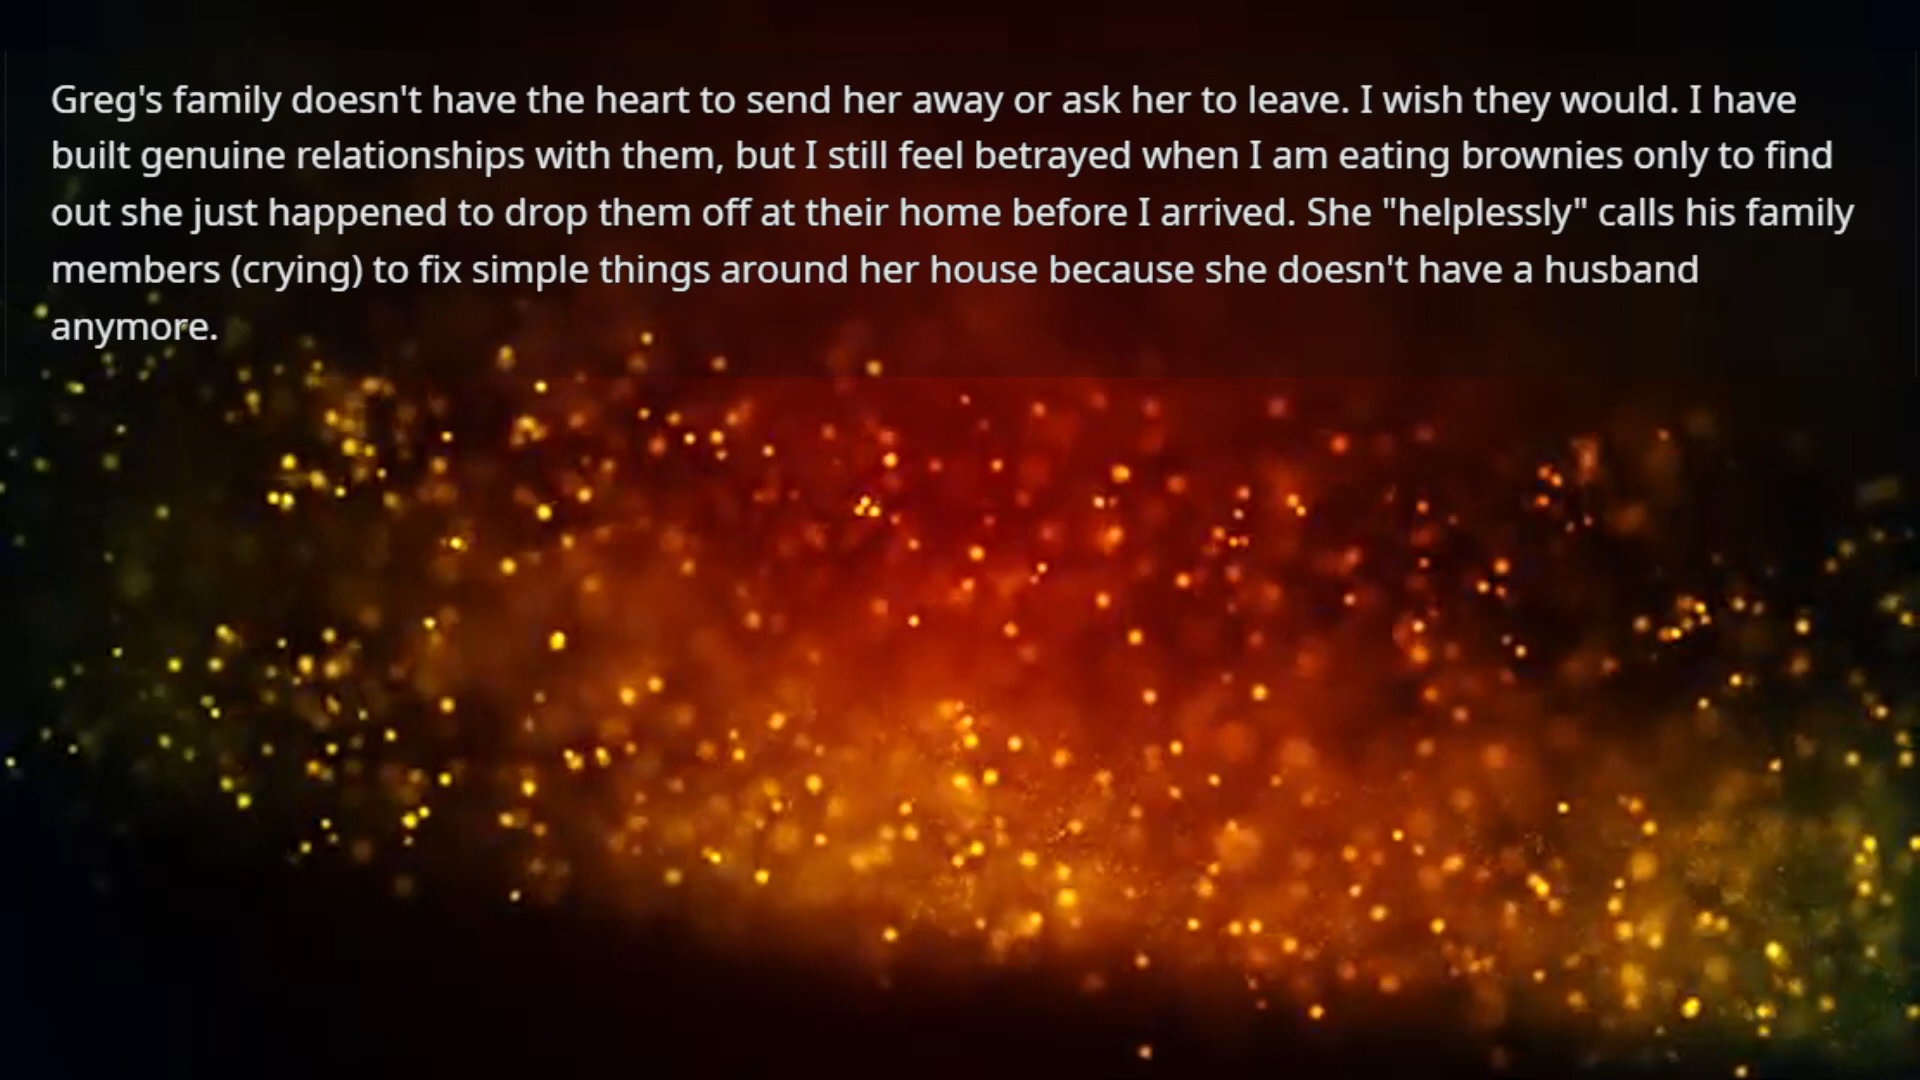 Greg's family doesn't have the heart to send her away or ask her to leave. I wish they would. I have
built genuine relationships with them, but I still feel betrayed when I am eating brownies only to find
out she just happened to drop them off at their home before I arrived. She "helplessly" calls his family
members (crying) to fix simple things around her house because she doesn't have a husband
anymore.